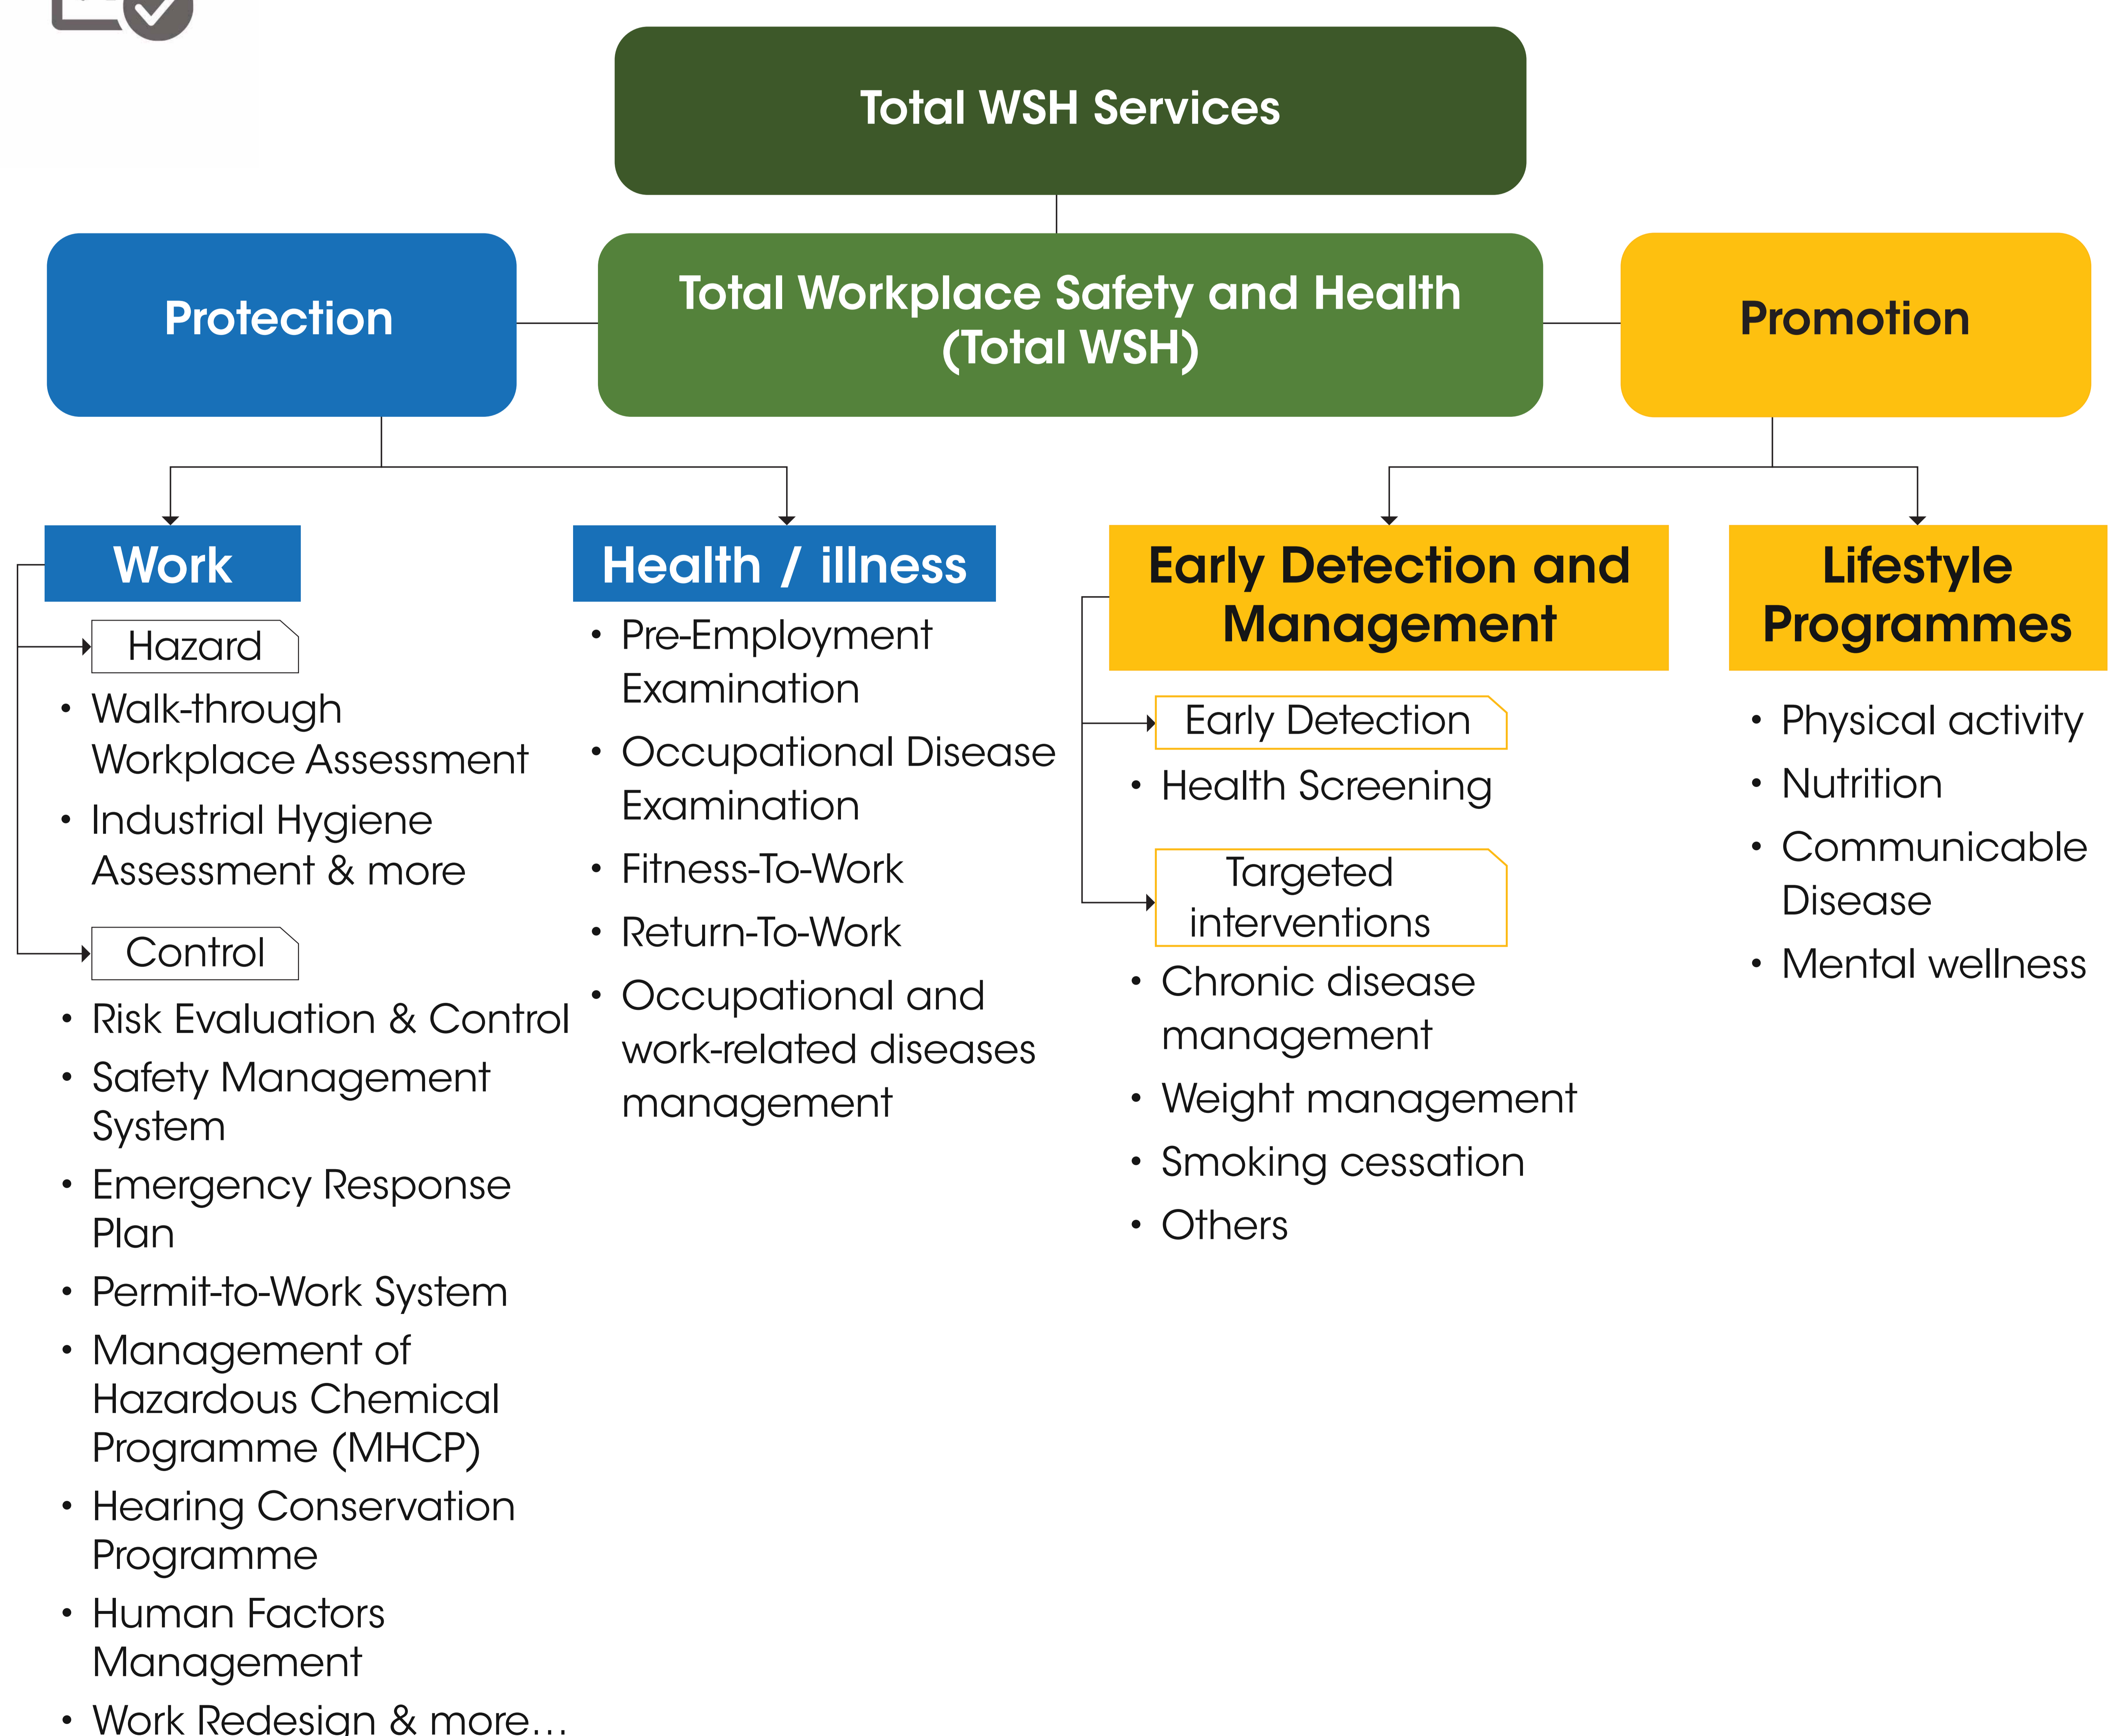 Total WSH Services
Protection
Total Workplace Safety and Health
(Total WSH)
Promotion
Work
Hazard
• Walk-through
Workplace Assessment
• Industrial Hygiene
Assessment & more
Control
• Risk Evaluation & Control
• Safety Management
System
• Emergency Response
Plan
• Permit-to-Work System
• Management of
Hazardous Chemical
Programme (MHCP)
• Hearing Conservation
Programme
• Human Factors
Management
• Work Redesign & more...
Health / illness
• Pre-Employment
Examination
• Occupational Disease
Examination
• Fitness-To-Work
• Return-To-Work
• Occupational and
work-related diseases
management
Early Detection and
Management
Early Detection
• Health Screening
Targeted
interventions
• Chronic disease
management
• Weight management
• Smoking cessation
• Others
Lifestyle
Programmes
• Physical activity
• Nutrition
• Communicable
Disease
• Mental wellness